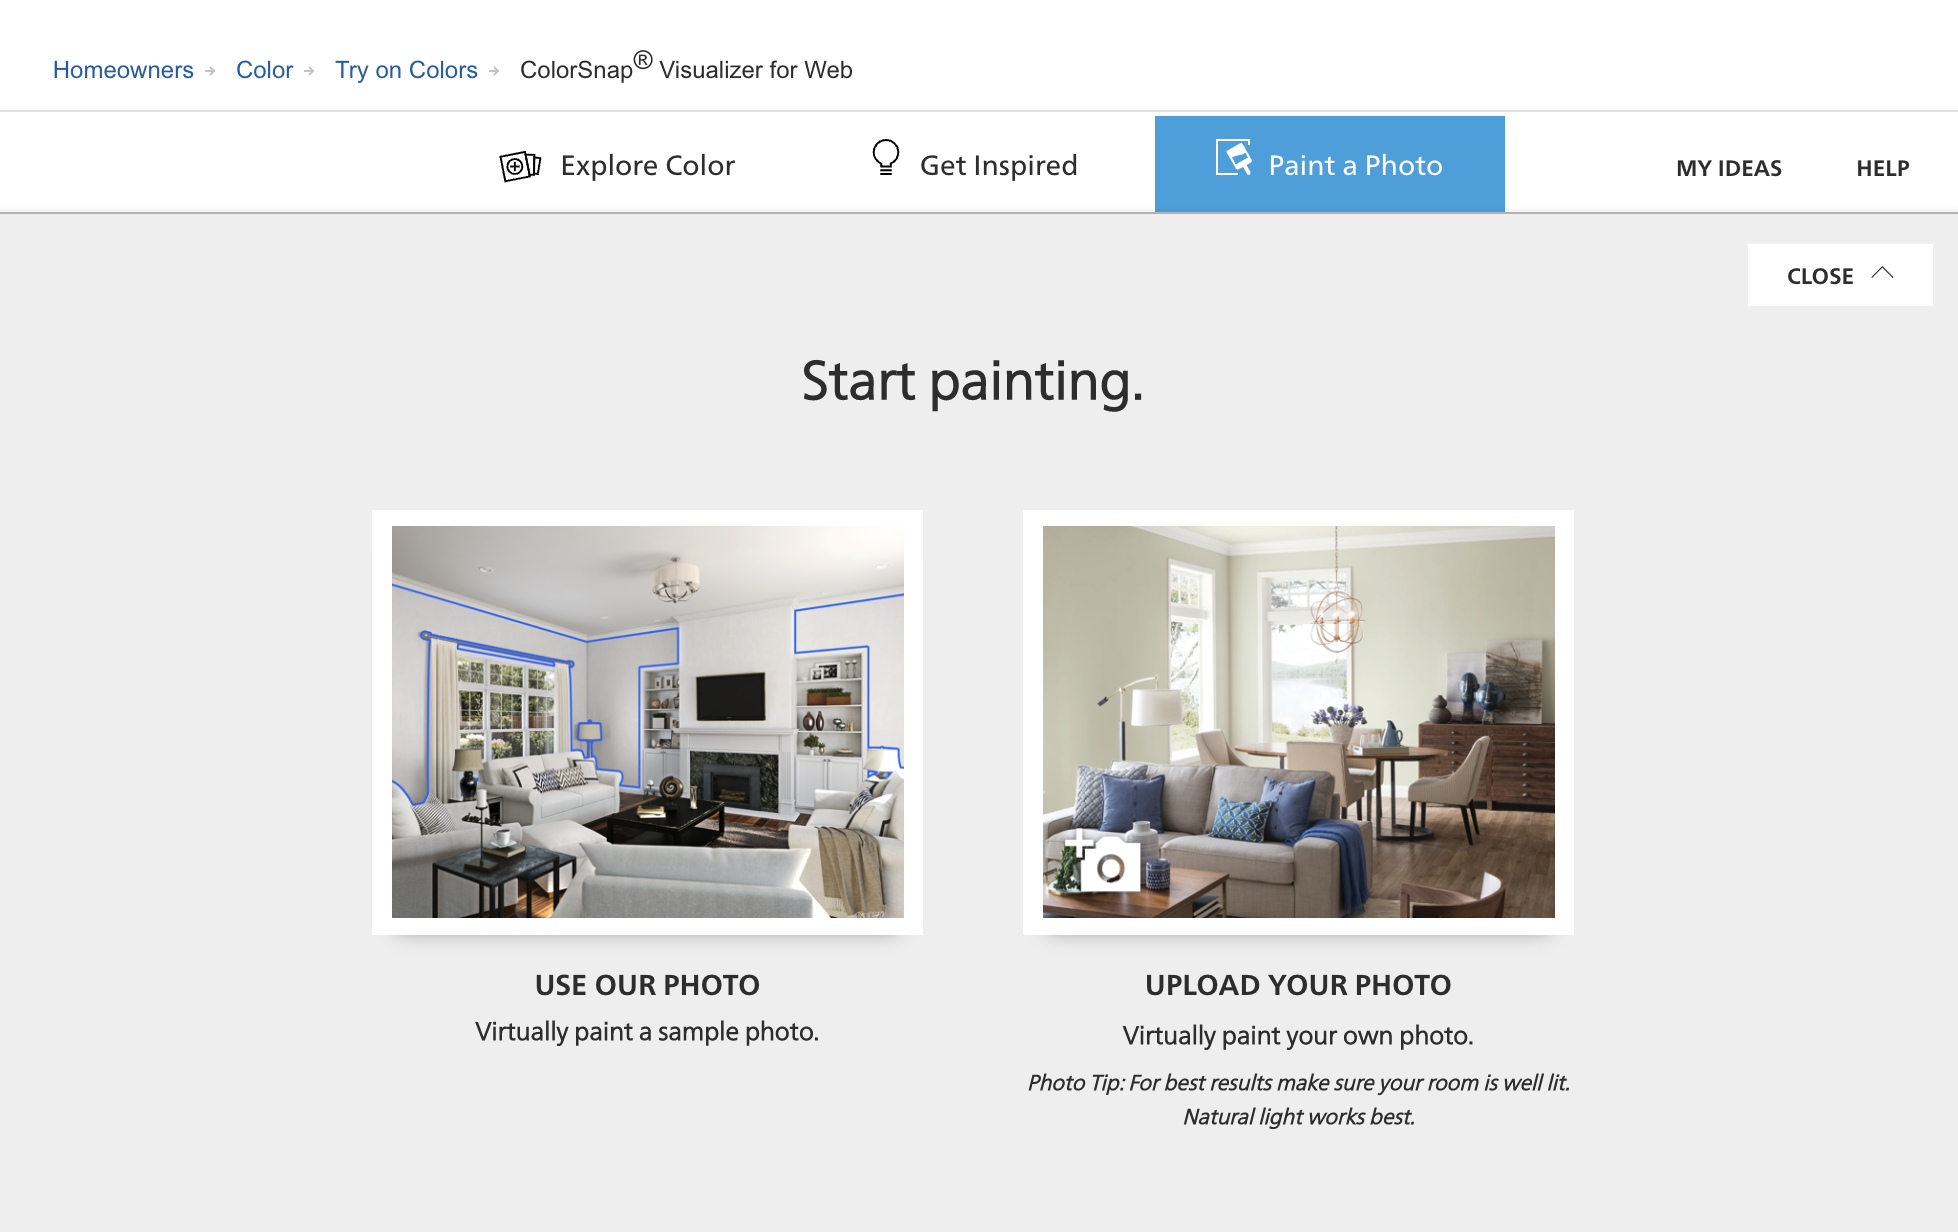 Homeowners Color Try on Colors ColorSnap® Visualizer for Web
Explore Color Get Inspired Paint a Photo MY IDEAS HELP
CLOSE
Start painting.
USE OUR PHOTO
Virtually paint a sample photo.
UPLOAD YOUR PHOTO
Virtually paint your own photo.
Photo Tip: For best results make sure your room is well lit.
Natural light works best.